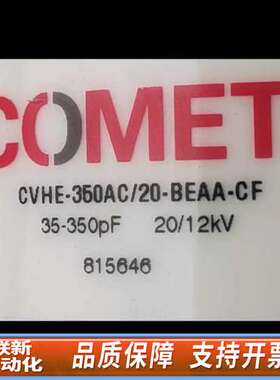 COMET
CVHE-350AC/20-BEAA-CF
35-350pF 20/12kV
815646
联新
动化
品质保障 支持开票